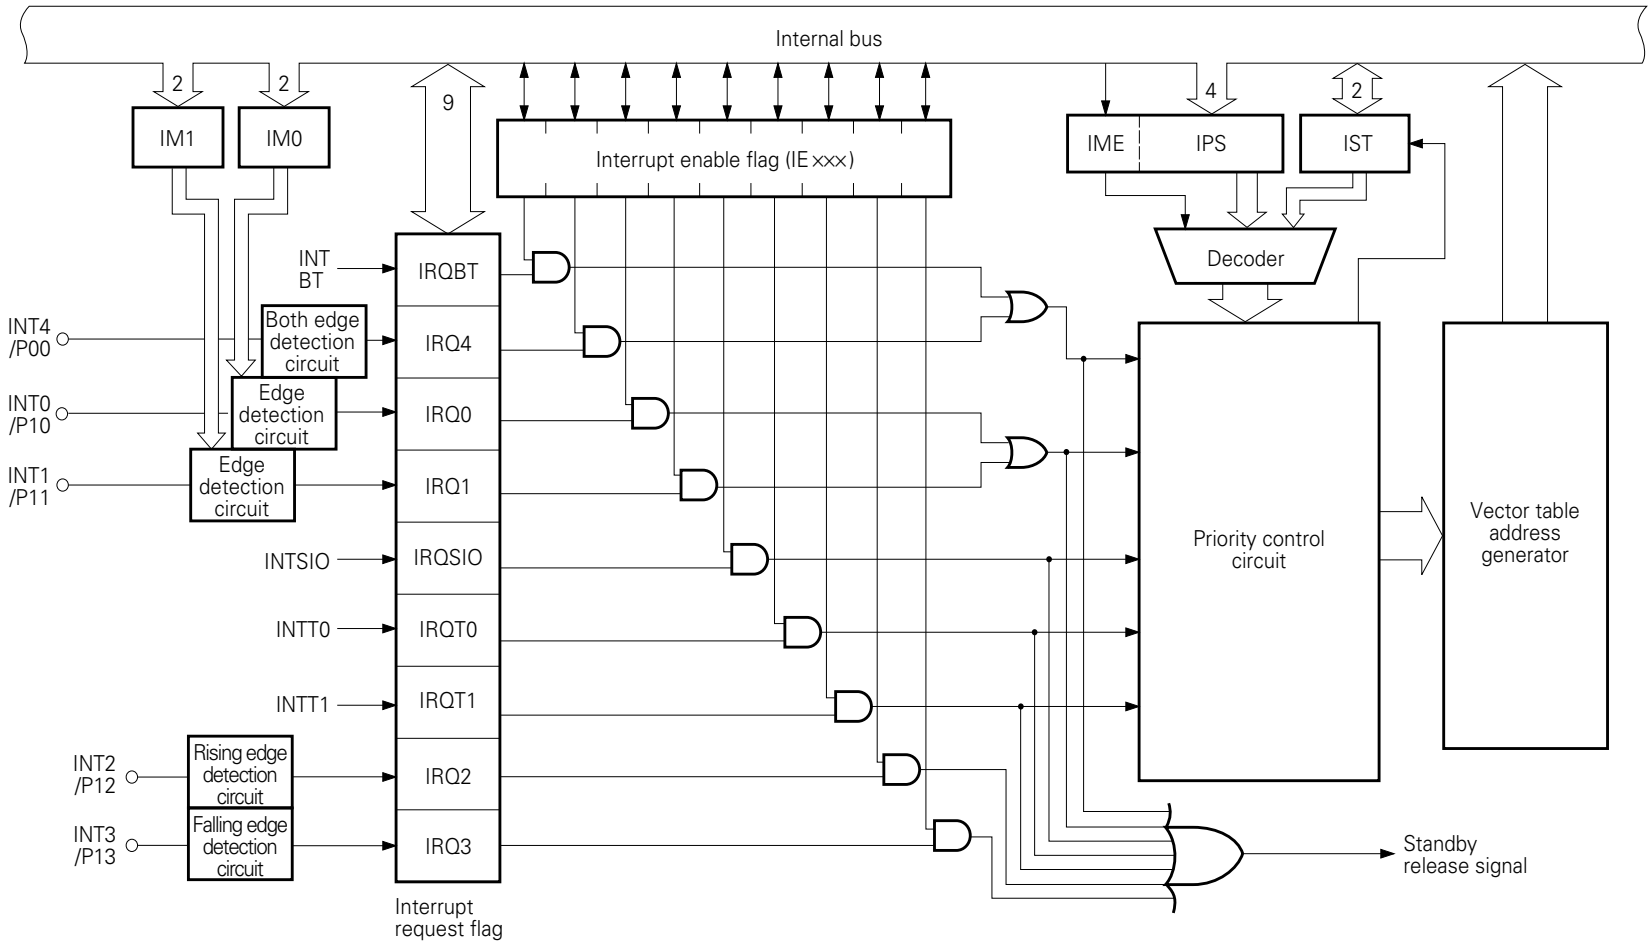 Internal bus
2
2
9
4
2
IM1
IM0
Interrupt enable flag (IE ×××)
IME
IPS
IST
Decoder
INT
BT
IRQBT
INT4
/P00
Both edge
detection
circuit
IRQ4
INT0
/P10
Edge
detection
circuit
IRQ0
INT1
/P11
Edge
detection
circuit
IRQ1
INTSIO
IRQSIO
INTT0
IRQT0
INTT1
IRQT1
INT2
/P12
Rising edge
detection
circuit
IRQ2
INT3
/P13
Falling edge
detection
circuit
IRQ3
Interrupt
request flag
Priority control
circuit
Vector table
address
generator
Standby
release signal